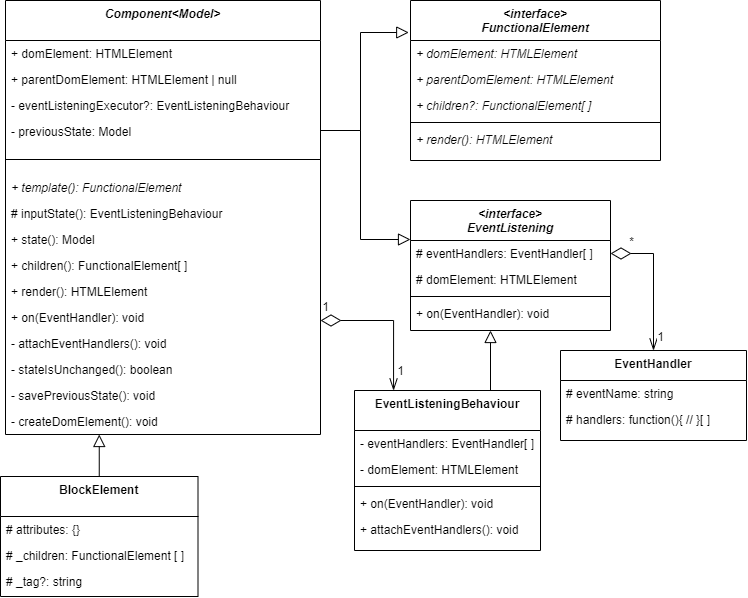 Component<Model>
+ domElement: HTMLElement
+ parentDomElement: HTMLElement | null
- eventListeningExecutor?: EventListeningBehaviour
- previousState: Model
+ template(): FunctionalElement
# inputState(): EventListeningBehaviour
+ state(): Model
+ children(): FunctionalElement[ ]
+ render(): HTMLElement
+ on(EventHandler): void
- attachEventHandlers(): void
- stateIsUnchanged(): boolean
- savePreviousState(): void
- createDomElement(): void
<interface>
FunctionalElement
+ domElement: HTMLElement
+ parentDomElement: HTMLElement
+ children?: FunctionalElement[ ]
+ render(): HTMLElement
<interface>
EventListening
# eventHandlers: EventHandler[ ]
# domElement: HTMLElement
+ on(EventHandler): void
*
1
1
1
EventHandler
# eventName: string
# handlers: function(){ // }[ ]
EventListeningBehaviour
- eventHandlers: EventHandler[ ]
- domElement: HTMLElement
+ on(EventHandler): void
+ attachEventHandlers(): void
BlockElement
# attributes: {}
# _children: FunctionalElement [ ]
# _tag?: string